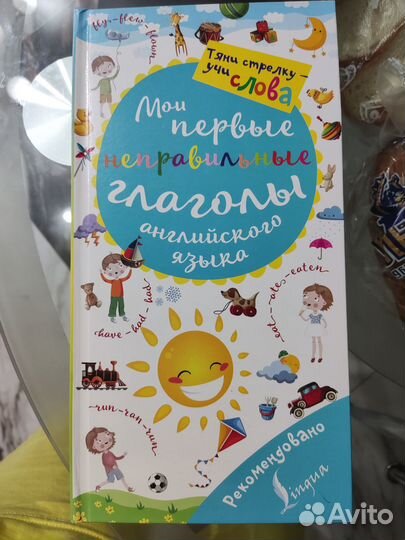 fly-flew-flown
Тяни стрелку -
учи слова
Мои
первые
неправильные
глаголы
английского
языка
have-had-had
eat-ate-eaten
run-ran-run
Рекомендовано
Lingua
Avito